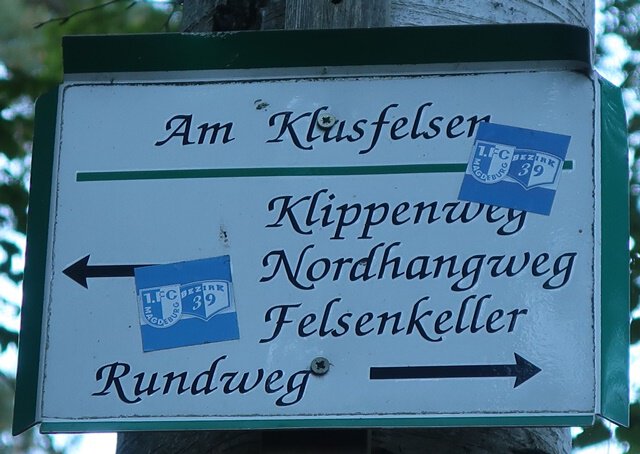 Am Klusfelsen
1.FC
MAGDEBURG
BEZIRK
39
Klippenweg
Nordhangweg
1.FC
MAGDEBURG
BEZIRK
39
Felsenkeller
Rundweg